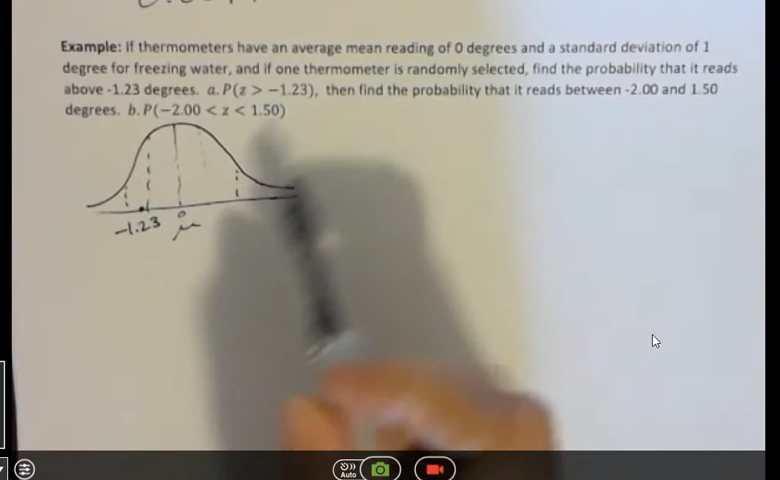 Example: If thermometers have an average mean reading of 0 degrees and a standard deviation of 1
degree for freezing water, and if one thermometer is randomly selected, find the probability that it reads
above -1.23 degrees. a. P(z > −1.23), then find the probability that it reads between -2.00 and 1.50
degrees. b. P(−2.00 < z < 1.50)
0
-1.23 μ
Auto